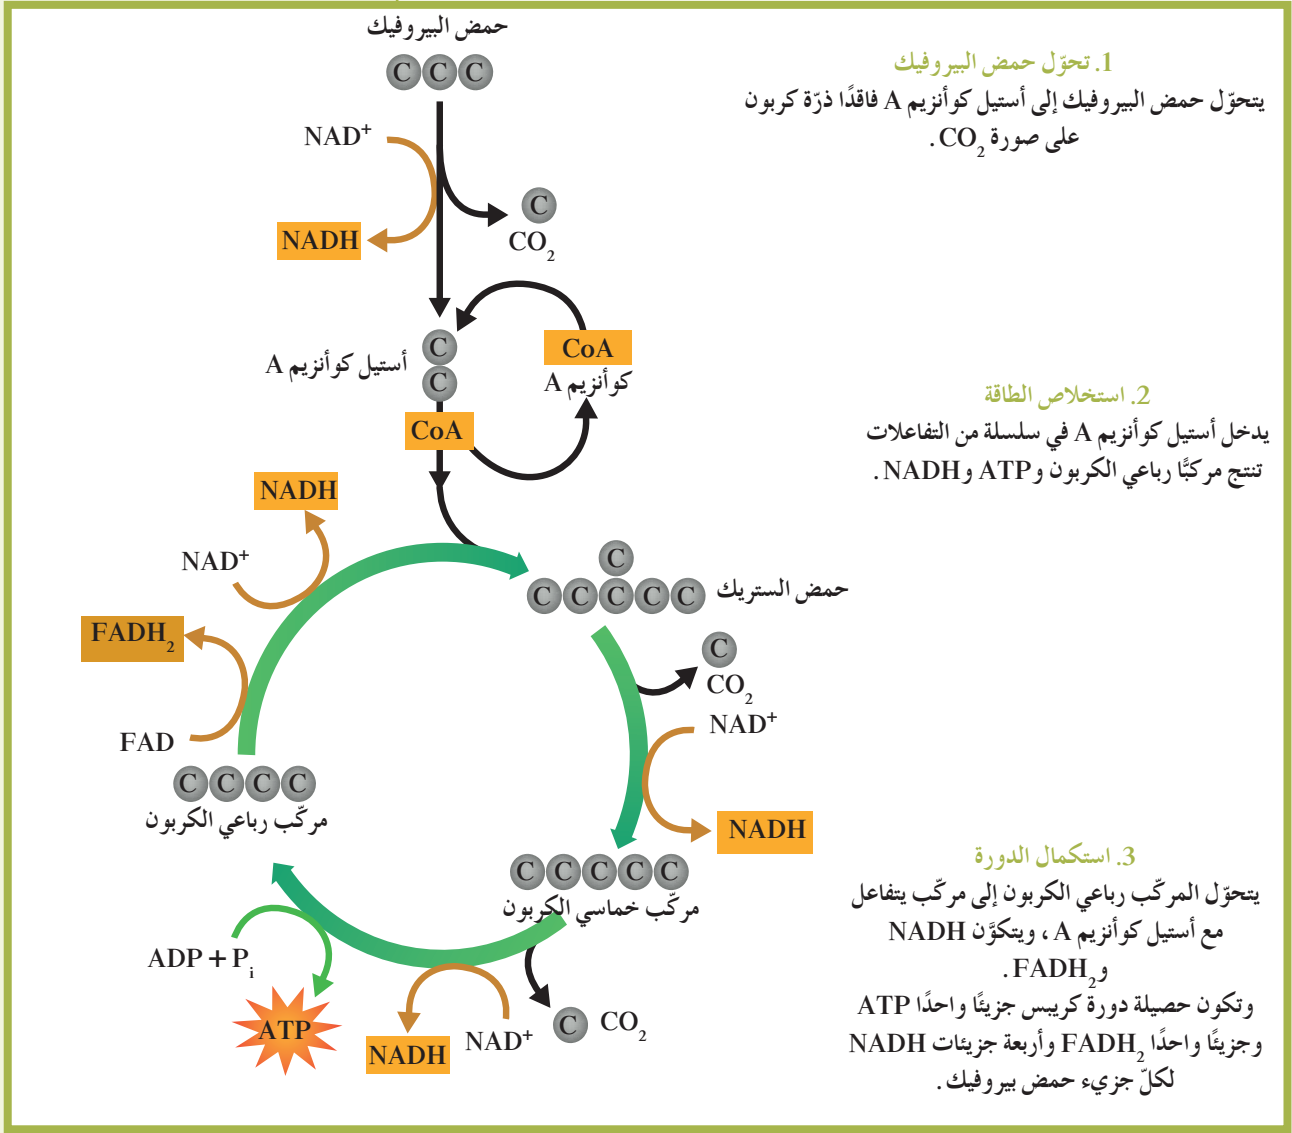 حمض البيروفيك
C C C
NAD⁺
NADH
C
CO₂
C
C
أستيل كوأنزيم A
CoA
CoA
كوأنزيم A
NADH
NAD⁺
FADH₂
FAD
C
C C C C C
حمض الستريك
C
CO₂
NAD⁺
NADH
C C C C C
مركّب خماسي الكربون
C
CO₂
NAD⁺
NADH
ADP + Pᵢ
ATP
C C C C
مركّب رباعي الكربون
1. تحوّل حمض البيروفيك
يتحوّل حمض البيروفيك إلى أستيل كوأنزيم A فاقدًا ذرّة كربون
على صورة CO₂ .
2. استخلاص الطاقة
يدخل أستيل كوأنزيم A في سلسلة من التفاعلات
تنتج مركبًّا رباعي الكربون وATP وNADH .
3. استكمال الدورة
يتحوّل المركّب رباعي الكربون إلى مركّب يتفاعل
مع أستيل كوأنزيم A ، ويتكوَّن NADH
وFADH₂ .
وتكون حصيلة دورة كريبس جزيئًا واحدًا ATP
وجزيئًا واحدًا FADH₂ وأربعة جزيئات NADH
لكلّ جزيء حمض بيروفيك .